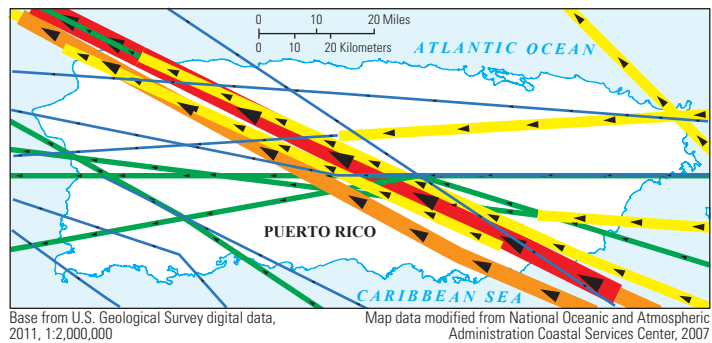 0 10 20 Miles
0 10 20 Kilometers
ATLANTIC OCEAN
PUERTO RICO
CARIBBEAN SEA
Base from U.S. Geological Survey digital data,
2011, 1:2,000,000
Map data modified from National Oceanic and Atmospheric
Administration Coastal Services Center, 2007